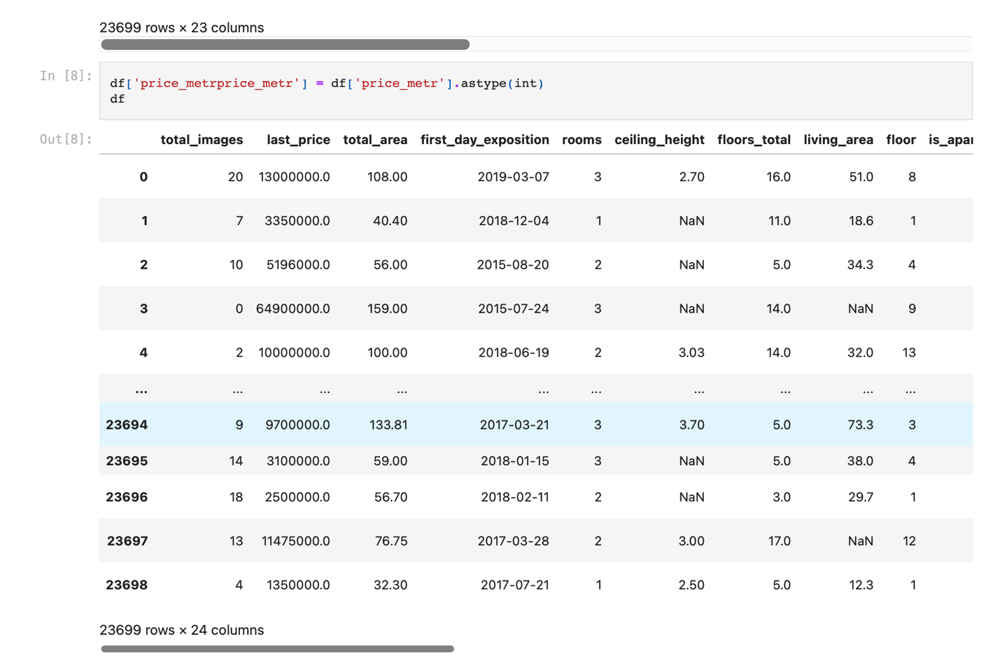 23699 rows × 23 columns
In [8]:
df['price_metrprice_metr'] = df['price_metr'].astype(int)
df
Out[8]:
total_images last_price total_area first_day_exposition rooms ceiling_height floors_total living_area floor is_apar
0 20 13000000.0 108.00 2019-03-07 3 2.70 16.0 51.0 8
1 7 3350000.0 40.40 2018-12-04 1 NaN 11.0 18.6 1
2 10 5196000.0 56.00 2015-08-20 2 NaN 5.0 34.3 4
3 0 64900000.0 159.00 2015-07-24 3 NaN 14.0 NaN 9
4 2 10000000.0 100.00 2018-06-19 2 3.03 14.0 32.0 13
... ... ... ... ... ... ... ... ... ...
23694 9 9700000.0 133.81 2017-03-21 3 3.70 5.0 73.3 3
23695 14 3100000.0 59.00 2018-01-15 3 NaN 5.0 38.0 4
23696 18 2500000.0 56.70 2018-02-11 2 NaN 3.0 29.7 1
23697 13 11475000.0 76.75 2017-03-28 2 3.00 17.0 NaN 12
23698 4 1350000.0 32.30 2017-07-21 1 2.50 5.0 12.3 1
23699 rows × 24 columns